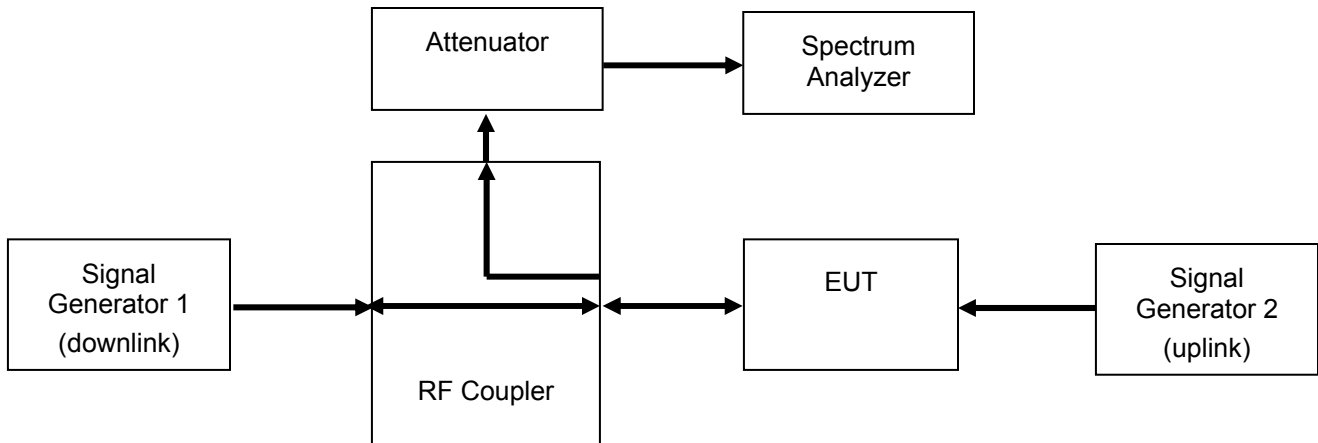 Attenuator
Spectrum
Analyzer
Signal
Generator 1
(downlink)
RF Coupler
EUT
Signal
Generator 2
(uplink)